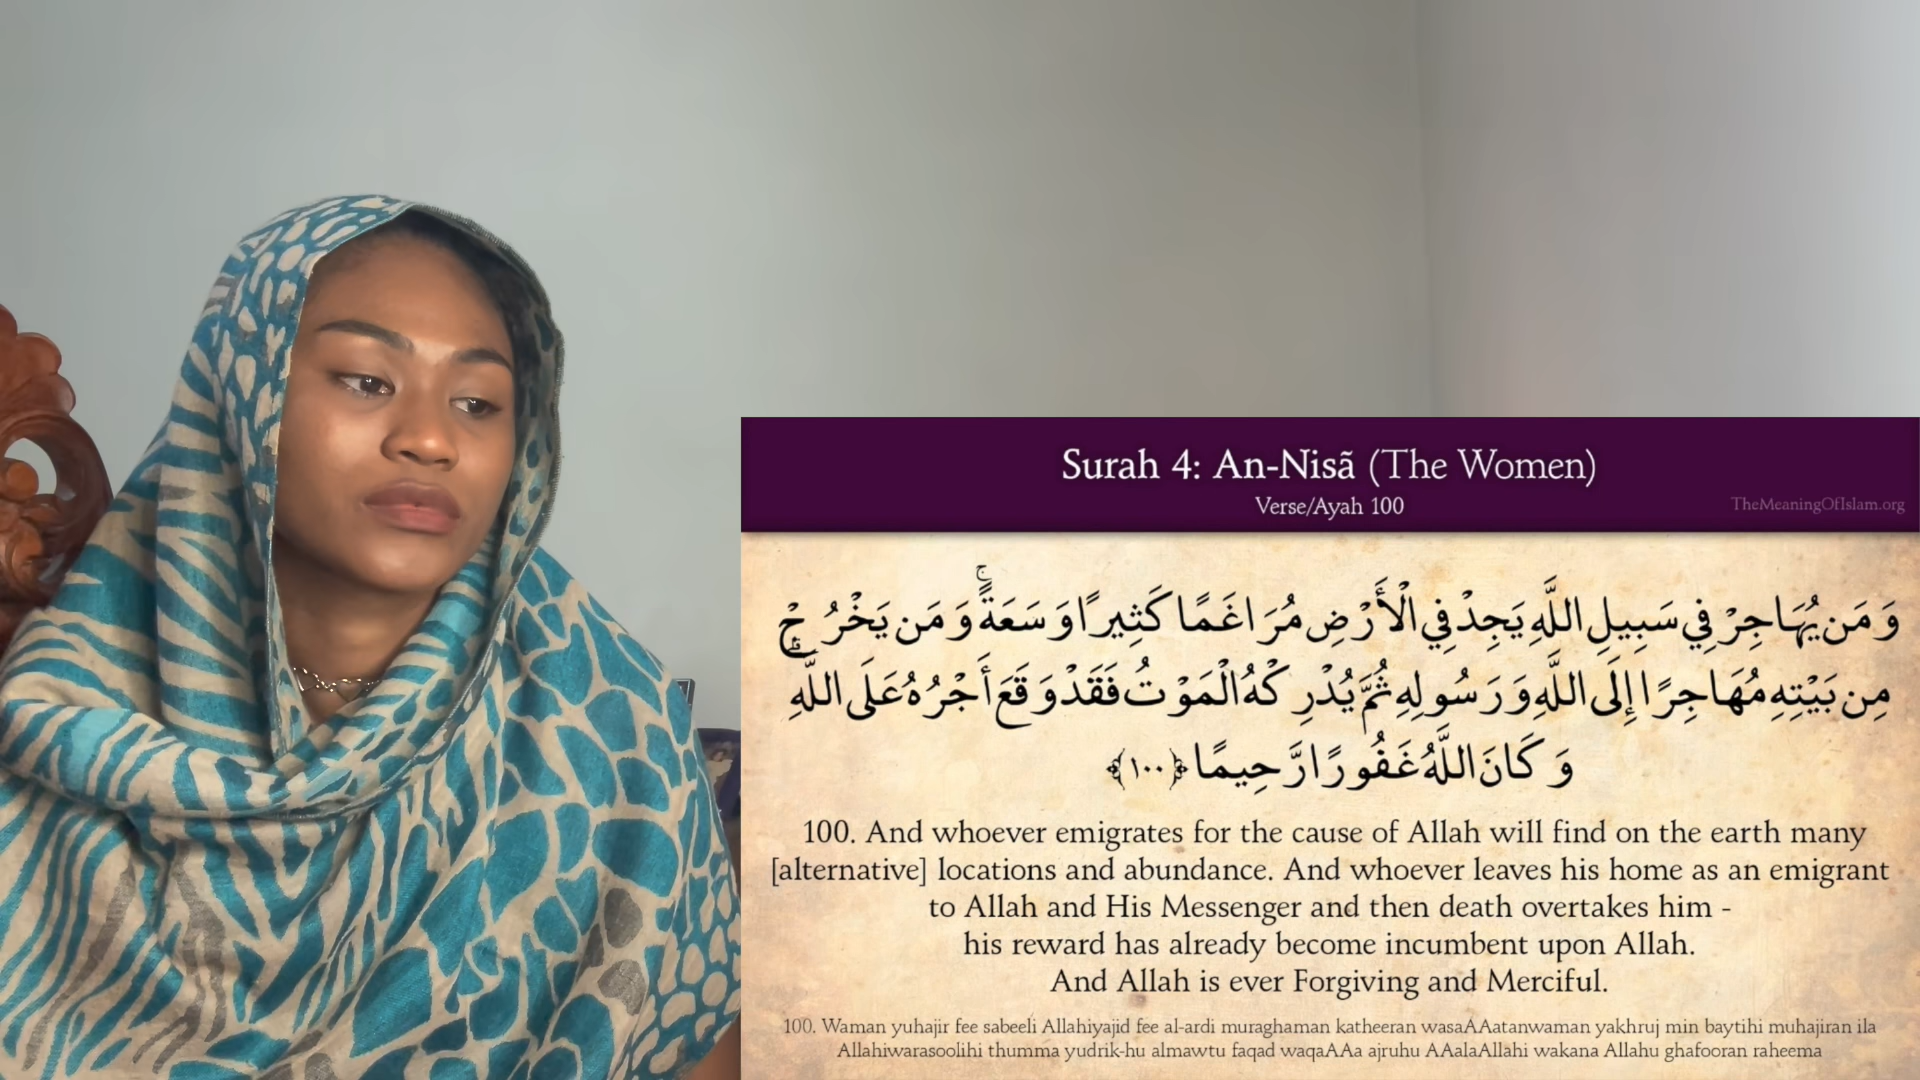 Surah 4: An-Nisã (The Women)
Verse/Ayah 100
TheMeaningOfIslam.org
وَمَن يُهَاجِرْ فِي سَبِيلِ اللَّهِ يَجِدْ فِي الْأَرْضِ مُرَاغَمًا كَثِيرًا وَسَعَةً ۚ وَمَن يَخْرُجْ
مِن بَيْتِهِ مُهَاجِرًا إِلَى اللَّهِ وَرَسُولِهِ ثُمَّ يُدْرِكْهُ الْمَوْتُ فَقَدْ وَقَعَ أَجْرُهُ عَلَى اللَّهِ ۗ
وَكَانَ اللَّهُ غَفُورًا رَّحِيمًا ﴿١٠٠﴾
100. And whoever emigrates for the cause of Allah will find on the earth many
[alternative] locations and abundance. And whoever leaves his home as an emigrant
to Allah and His Messenger and then death overtakes him -
his reward has already become incumbent upon Allah.
And Allah is ever Forgiving and Merciful.
100. Waman yuhajir fee sabeeli Allahiyajid fee al-ardi muraghaman katheeran wasaAAatanwaman yakhruj min baytihi muhajiran ila
Allahiwarasoolihi thumma yudrik-hu almawtu faqad waqaAAa ajruhu AAalaAllahi wakana Allahu ghafooran raheema